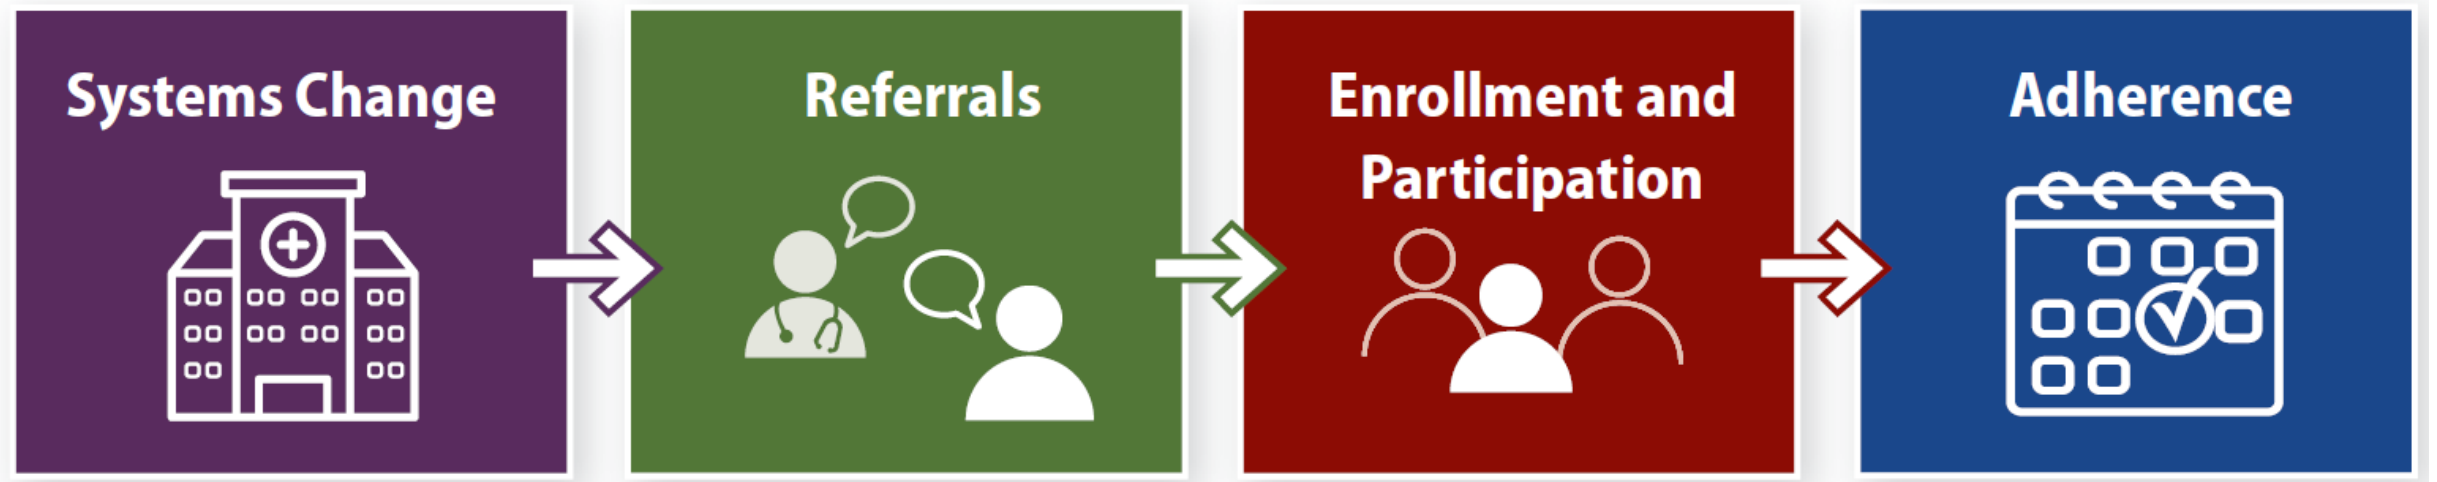 Systems Change
Referrals
Enrollment and
Participation
Adherence